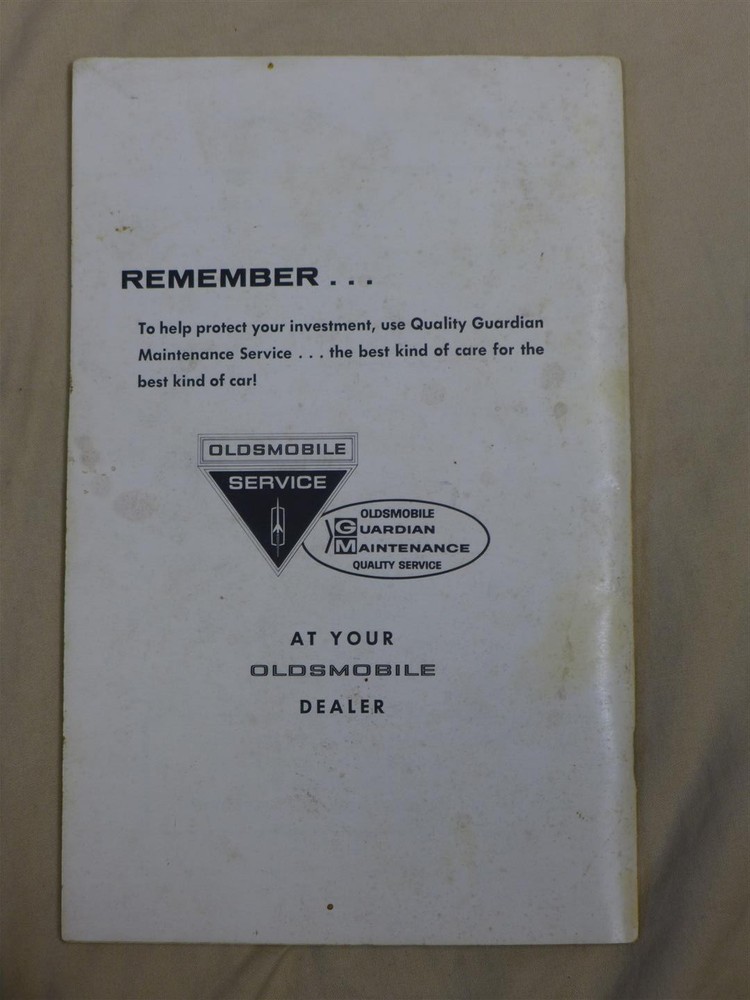 REMEMBER . . .
To help protect your investment, use Quality Guardian
Maintenance Service . . . the best kind of care for the
best kind of car!
OLDSMOBILE
SERVICE
OLDSMOBILE
GUARDIAN
MAINTENANCE
QUALITY SERVICE
AT YOUR
OLDSMOBILE
DEALER